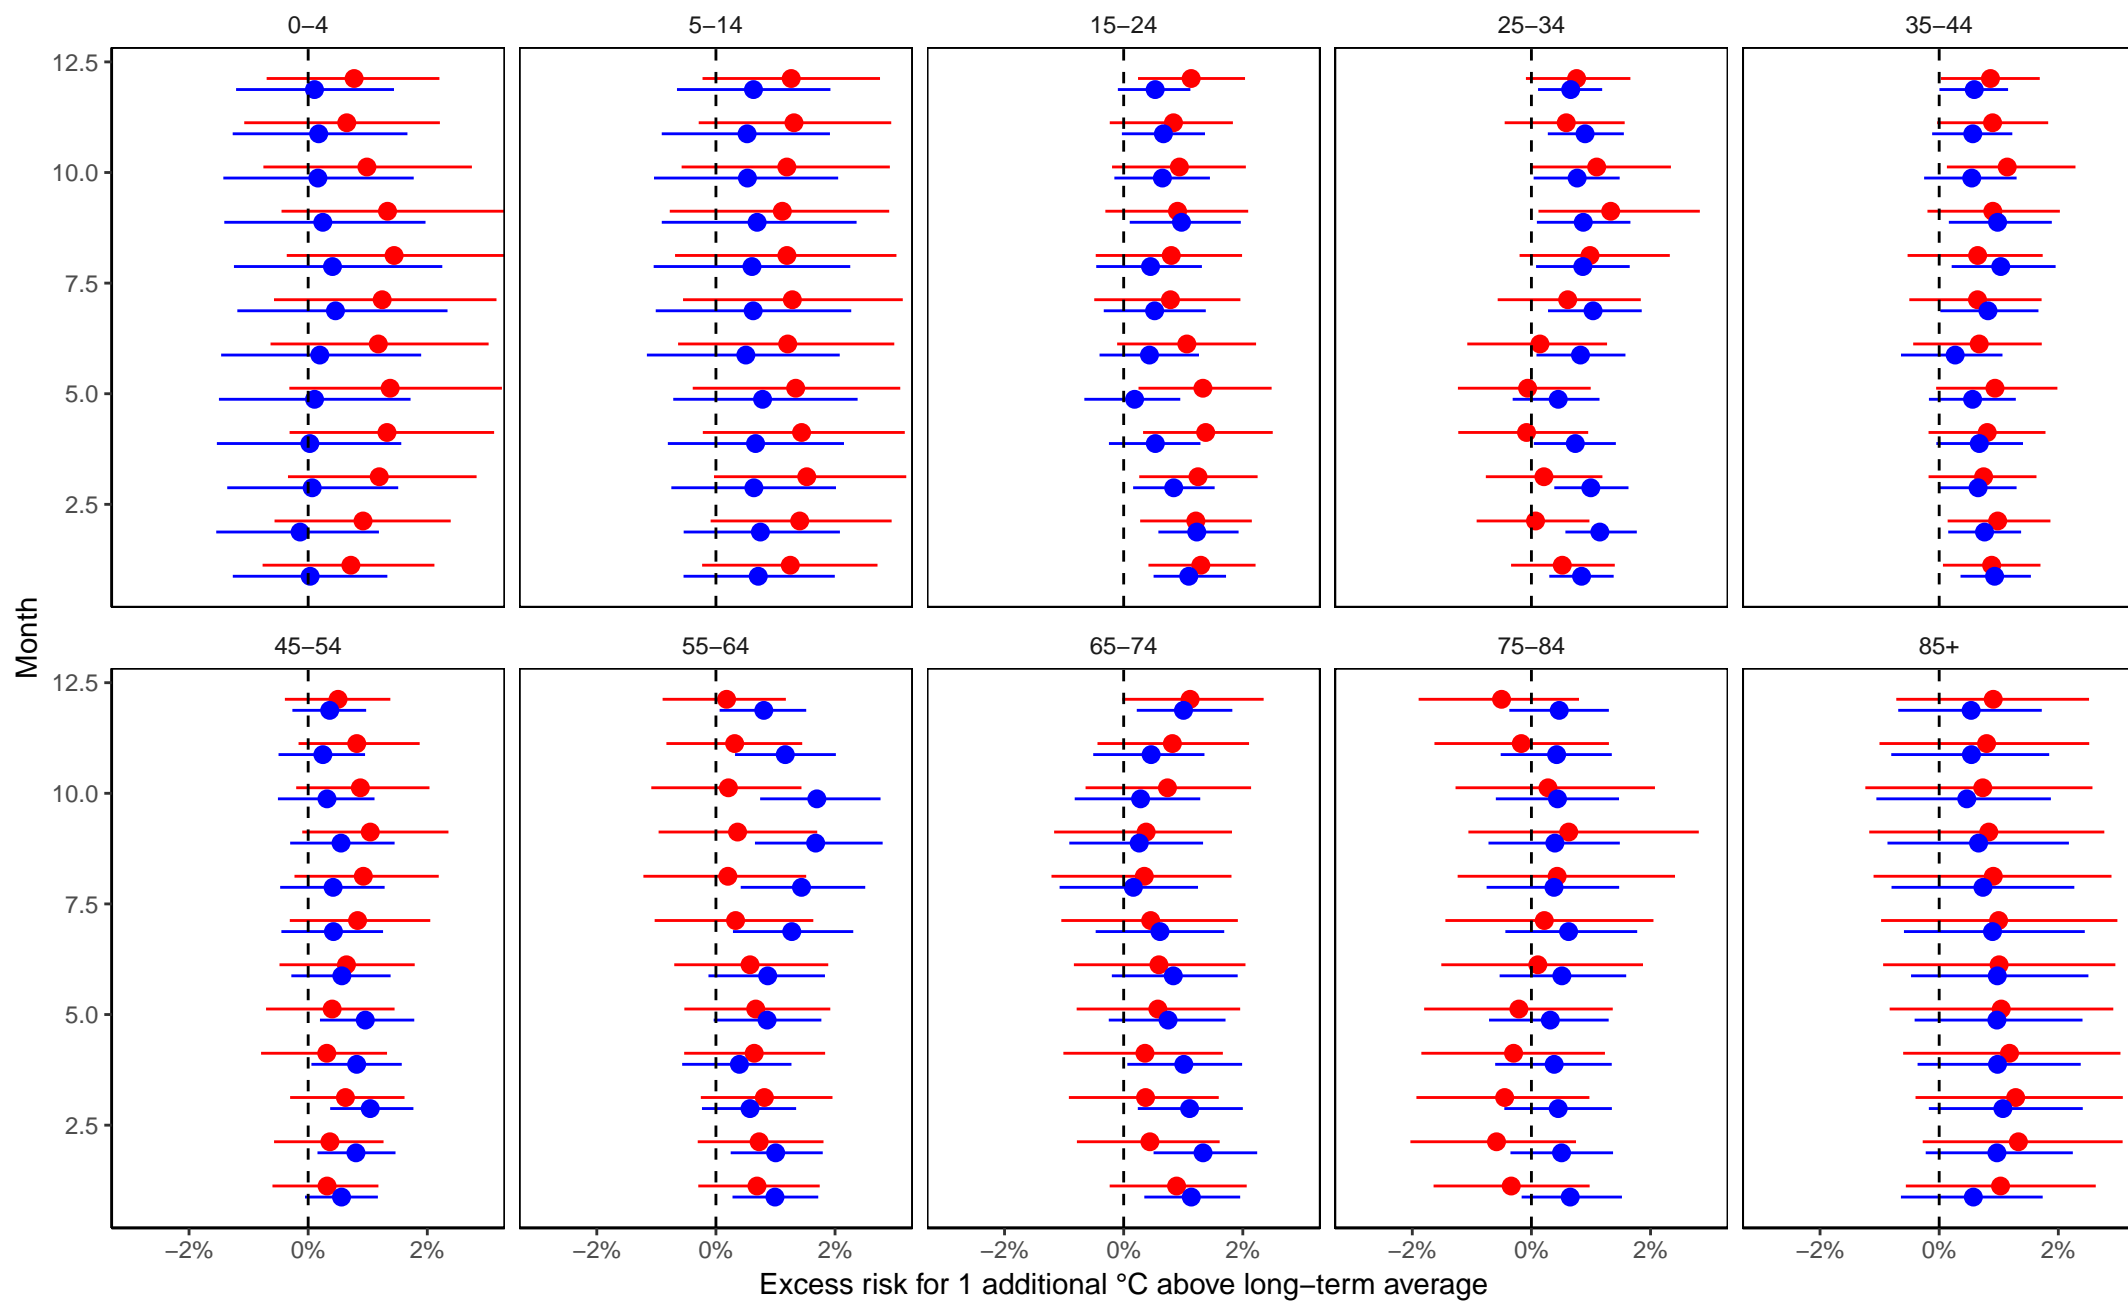 0−4 5−14 15−24 25−34 35−44
12.5
10.0
7.5
5.0
2.5
Month
45−54 55−64 65−74 75−84 85+
12.5
10.0
7.5
5.0
2.5
−2% 0% 2% −2% 0% 2% −2% 0% 2% −2% 0% 2% −2% 0% 2%
Excess risk for 1 additional °C above long−term average